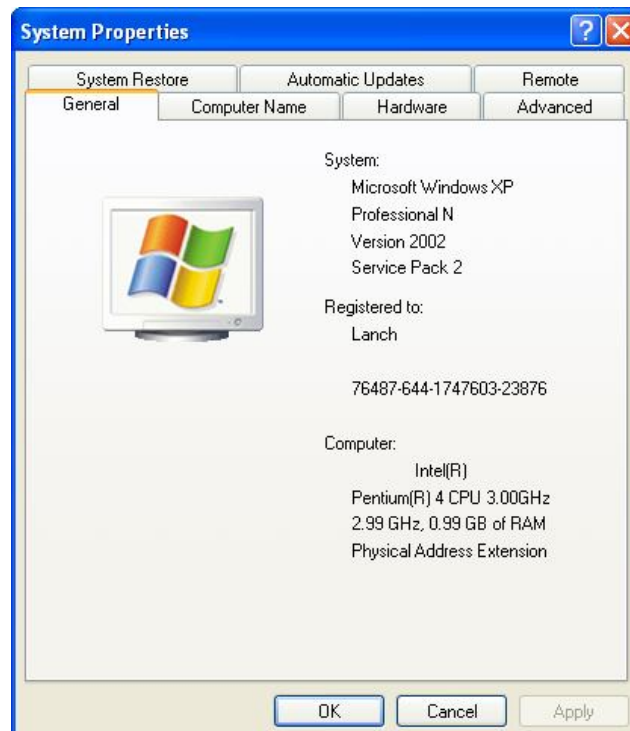 System Properties
System Restore
Automatic Updates
Remote
General
Computer Name
Hardware
Advanced
System:
Microsoft Windows XP
Professional N
Version 2002
Service Pack 2
Registered to:
Lanch
76487-644-1747603-23876
Computer:
Intel(R)
Pentium(R) 4 CPU 3.00GHz
2.99 GHz, 0.99 GB of RAM
Physical Address Extension
OK
Cancel
Apply